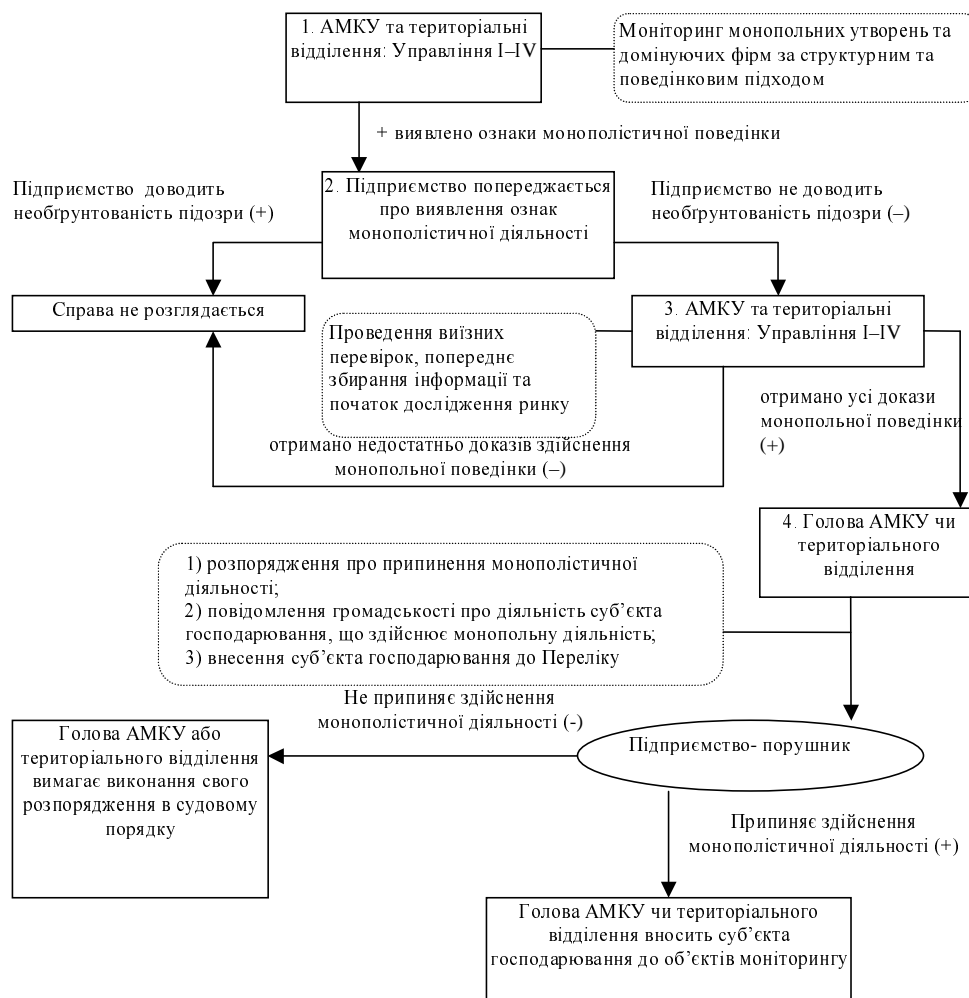 1. АМКУ та територіальні
відділення: Управління І–IV
Моніторинг монопольних утворень та
домінуючих фірм за структурним та
поведінковим підходом
+ виявлено ознаки монополістичної поведінки
Підприємство доводить
необґрунтованість підозри (+)
2. Підприємство попереджається
про виявлення ознак
монополістичної діяльності
Підприємство не доводить
необґрунтованість підозри (–)
Справа не розглядається
3. АМКУ та територіальні
відділення: Управління І–IV
Проведення виїзних
перевірок, попереднє
збирання інформації та
початок дослідження ринку
отримано усі докази
монопольної поведінки
(+)
отримано недостатньо доказів здійснення
монопольної поведінки (–)
4. Голова АМКУ чи
територіального
відділення
1) розпорядження про припинення монополістичної
діяльності;
2) повідомлення громадськості про діяльність суб’єкта
господарювання, що здійснює монопольну діяльність;
3) внесення суб’єкта господарювання до Переліку
Не припиняє здійснення
монополістичної діяльності (-)
Голова АМКУ або
територіального відділення
вимагає виконання свого
розпорядження в судовому
порядку
Підприємство- порушник
Припиняє здійснення
монополістичної діяльності (+)
Голова АМКУ чи територіального
відділення вносить суб’єкта
господарювання до об’єктів моніторингу